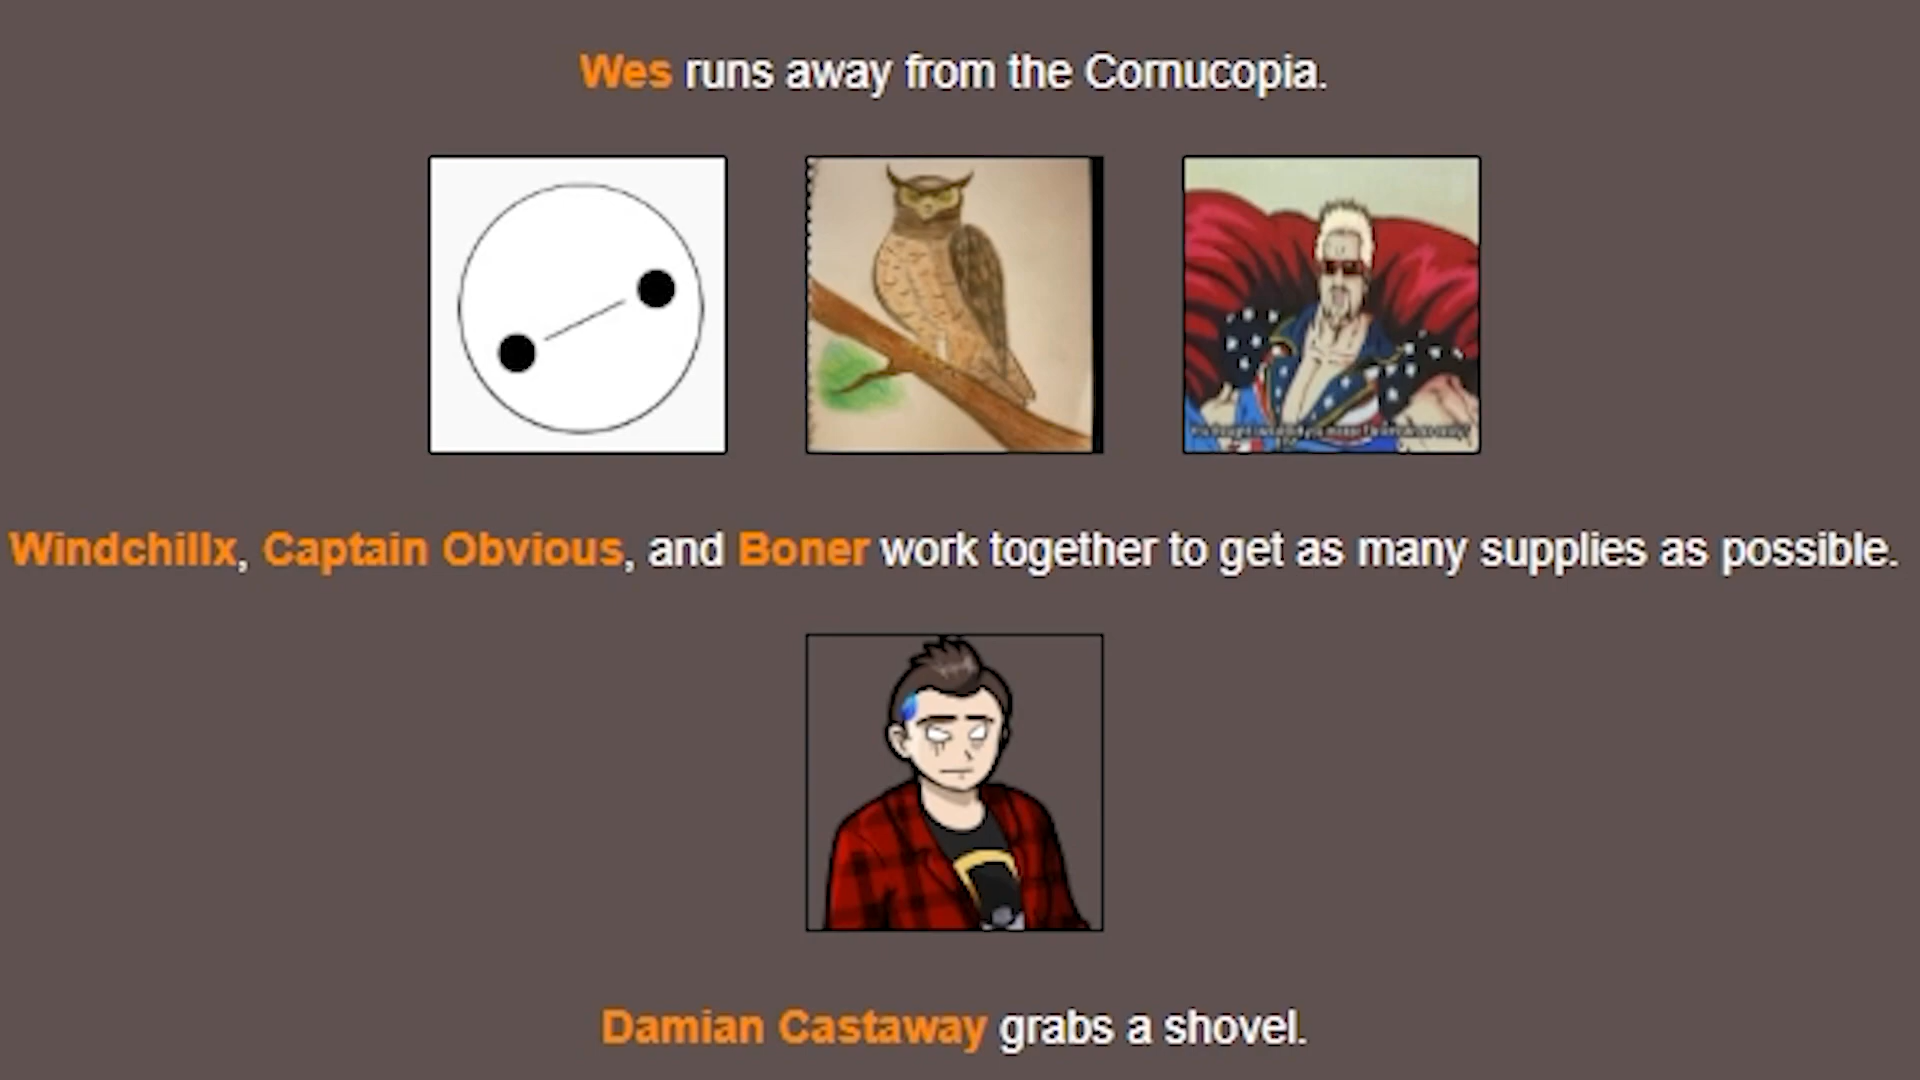 Wes runs away from the Cornucopia.
Windchillx, Captain Obvious, and Boner work together to get as many supplies as possible.
Damian Castaway grabs a shovel.